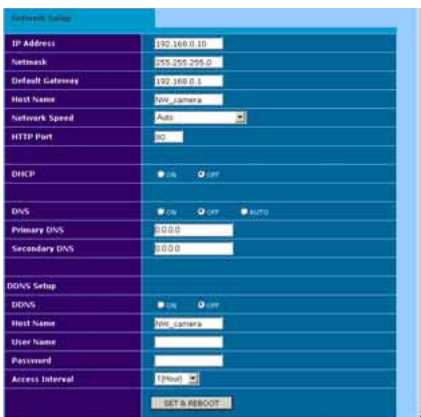 Network Setup
IP Address 192.168.0.10
Netmask 255.255.255.0
Default Gateway 192.168.0.1
Host Name NW_camera
Network Speed Auto
HTTP Port 80
DHCP ON OFF
DNS ON OFF AUTO
Primary DNS 0.0.0.0
Secondary DNS 0.0.0.0
DDNS Setup
DDNS ON OFF
Host Name NW_camera
User Name
Password
Access Interval 1(Hour)
SET & REBOOT